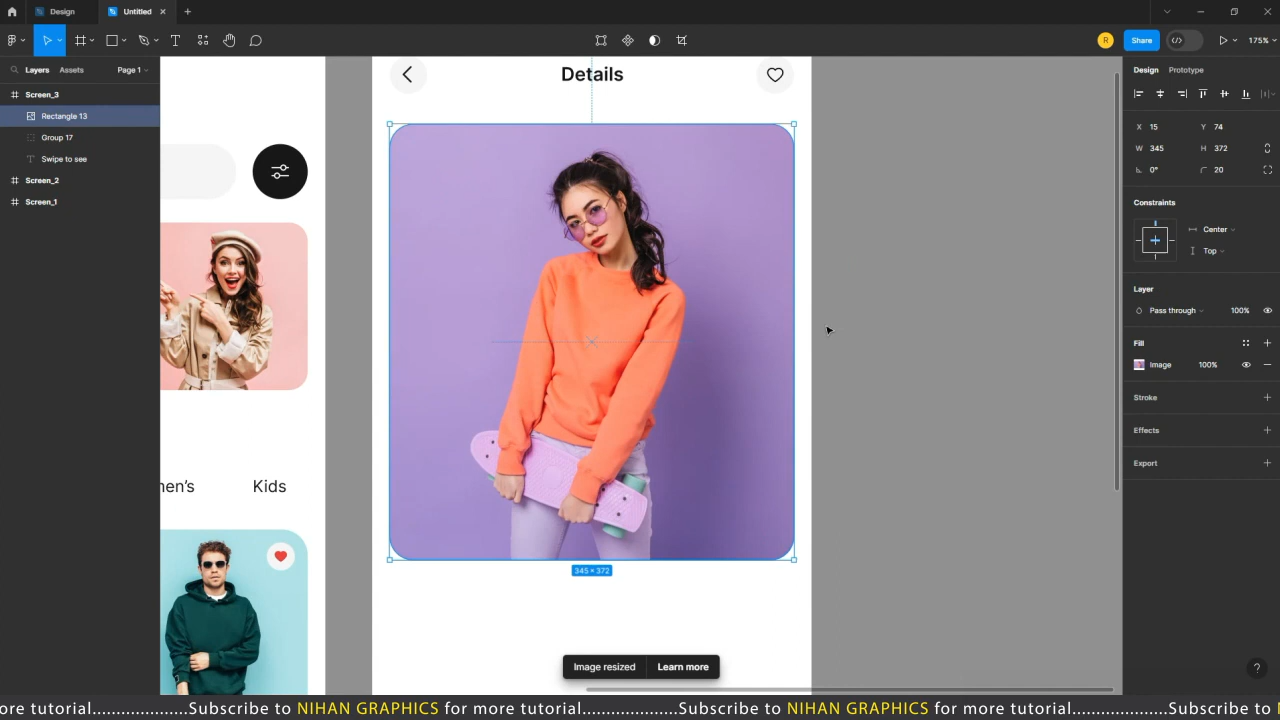 Design
Untitled
R
Share
175%
Layers
Assets
Page 1
Screen_3
Rectangle 13
Group 17
Swipe to see
Screen_2
Screen_1
Details
men's
Kids
345 × 372
Image resized
Learn more
Design
Prototype
X 15
Y 74
W 345
H 372
0°
20
Constraints
Center
Top
Layer
Pass through
100%
Fill
Image
100%
Stroke
Effects
Export
?
ore tutorial....................Subscribe to NIHAN GRAPHICS for more tutorial....................Subscribe to NIHAN GRAPHICS for more tutorial....................Subscribe to